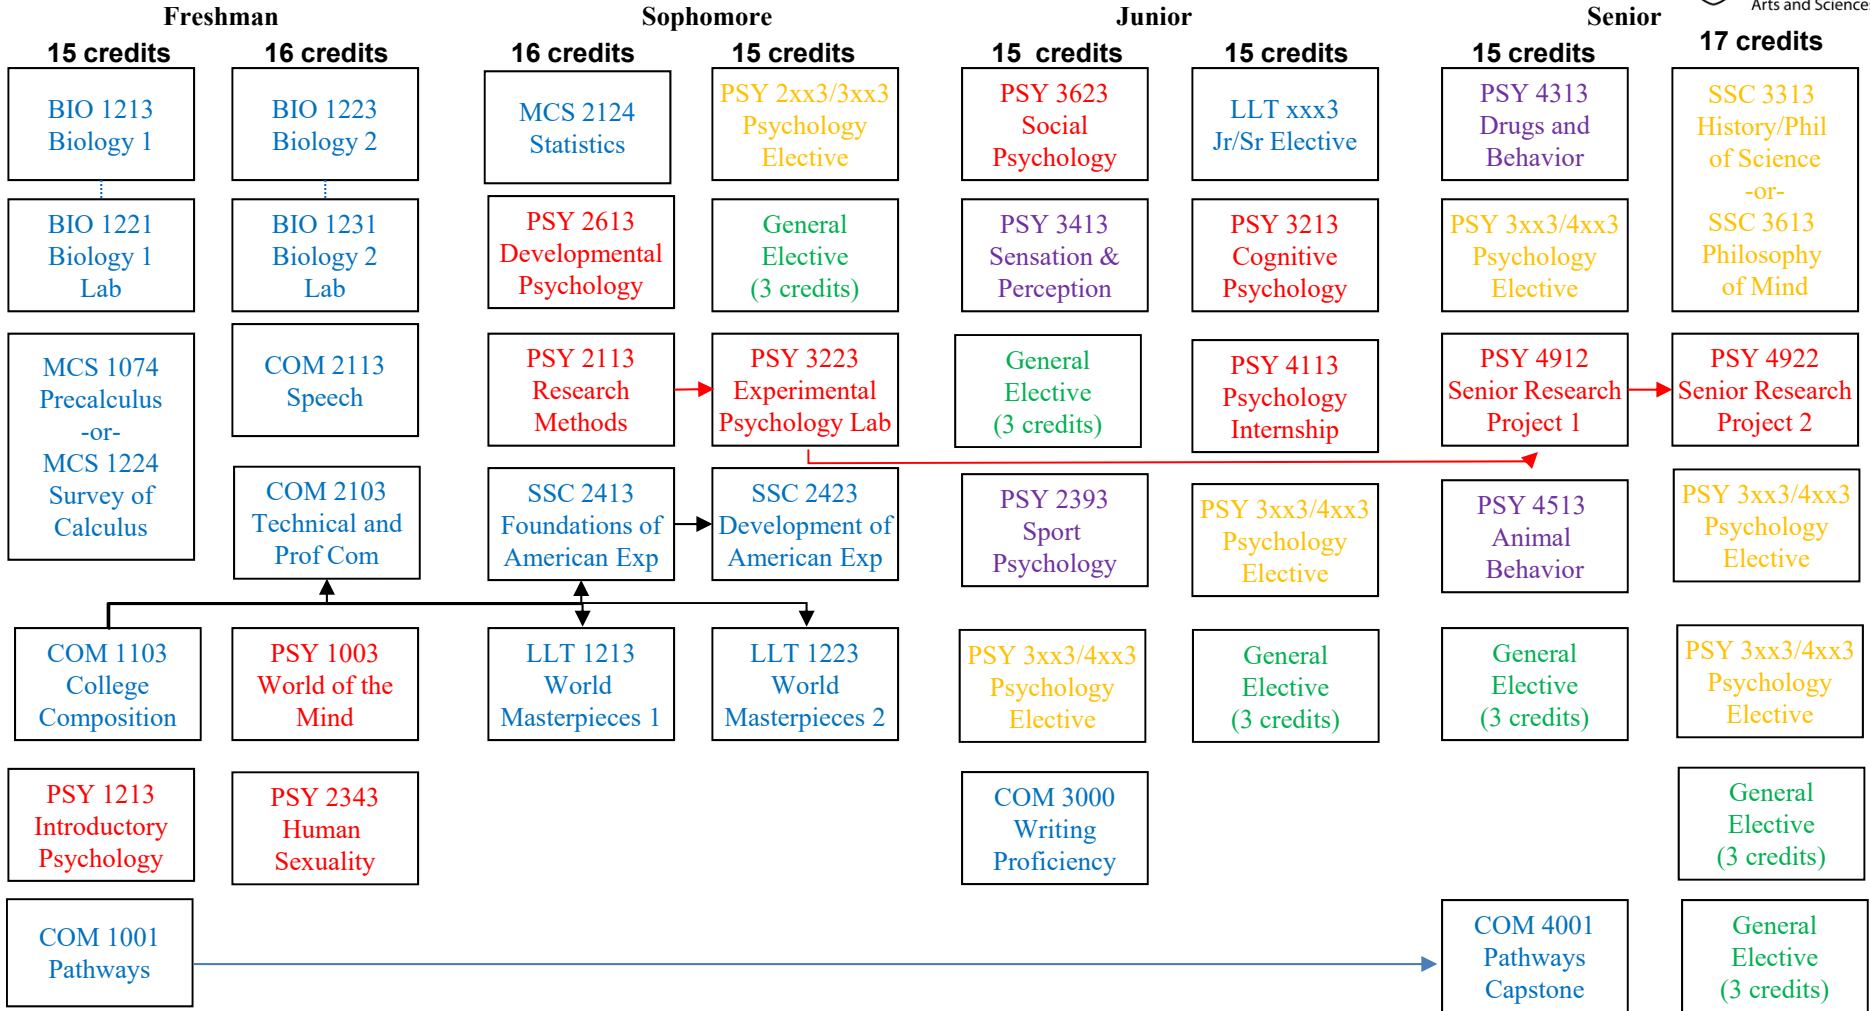 Arts and Sciences
Freshman
Sophomore
Junior
Senior
15 credits
16 credits
16 credits
15 credits
15 credits
15 credits
15 credits
17 credits
BIO 1213
Biology 1
BIO 1221
Biology 1
Lab
MCS 1074
Precalculus
-or-
MCS 1224
Survey of
Calculus
COM 1103
College
Composition
PSY 1213
Introductory
Psychology
COM 1001
Pathways
BIO 1223
Biology 2
BIO 1231
Biology 2
Lab
COM 2113
Speech
COM 2103
Technical and
Prof Com
PSY 1003
World of the
Mind
PSY 2343
Human
Sexuality
MCS 2124
Statistics
PSY 2613
Developmental
Psychology
PSY 2113
Research
Methods
SSC 2413
Foundations of
American Exp
LLT 1213
World
Masterpieces 1
PSY 2xx3/3xx3
Psychology
Elective
General
Elective
(3 credits)
PSY 3223
Experimental
Psychology Lab
SSC 2423
Development of
American Exp
LLT 1223
World
Masterpieces 2
PSY 3623
Social
Psychology
PSY 3413
Sensation &
Perception
General
Elective
(3 credits)
PSY 2393
Sport
Psychology
PSY 3xx3/4xx3
Psychology
Elective
COM 3000
Writing
Proficiency
LLT xxx3
Jr/Sr Elective
PSY 3213
Cognitive
Psychology
PSY 4113
Psychology
Internship
PSY 3xx3/4xx3
Psychology
Elective
General
Elective
(3 credits)
PSY 4313
Drugs and
Behavior
PSY 3xx3/4xx3
Psychology
Elective
PSY 4912
Senior Research
Project 1
PSY 4513
Animal
Behavior
General
Elective
(3 credits)
COM 4001
Pathways
Capstone
SSC 3313
History/Phil
of Science
-or-
SSC 3613
Philosophy
of Mind
PSY 4922
Senior Research
Project 2
PSY 3xx3/4xx3
Psychology
Elective
PSY 3xx3/4xx3
Psychology
Elective
General
Elective
(3 credits)
General
Elective
(3 credits)